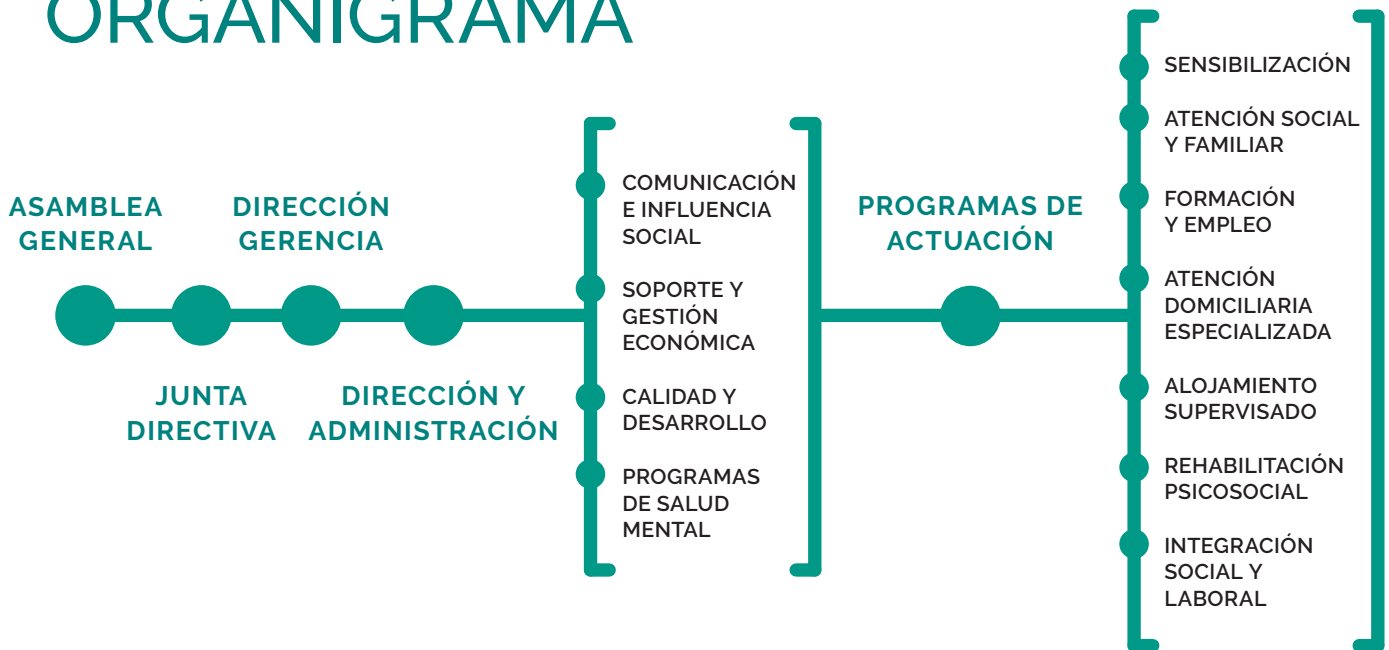 ORGANIGRAMA
ASAMBLEA
GENERAL
JUNTA
DIRECTIVA
DIRECCIÓN
GERENCIA
DIRECCIÓN Y
ADMINISTRACIÓN
COMUNICACIÓN
E INFLUENCIA
SOCIAL
SOPORTE Y
GESTIÓN
ECONÓMICA
CALIDAD Y
DESARROLLO
PROGRAMAS
DE SALUD
MENTAL
PROGRAMAS DE
ACTUACIÓN
SENSIBILIZACIÓN
ATENCIÓN SOCIAL
Y FAMILIAR
FORMACIÓN
Y EMPLEO
ATENCIÓN
DOMICILIARIA
ESPECIALIZADA
ALOJAMIENTO
SUPERVISADO
REHABILITACIÓN
PSICOSOCIAL
INTEGRACIÓN
SOCIAL Y
LABORAL